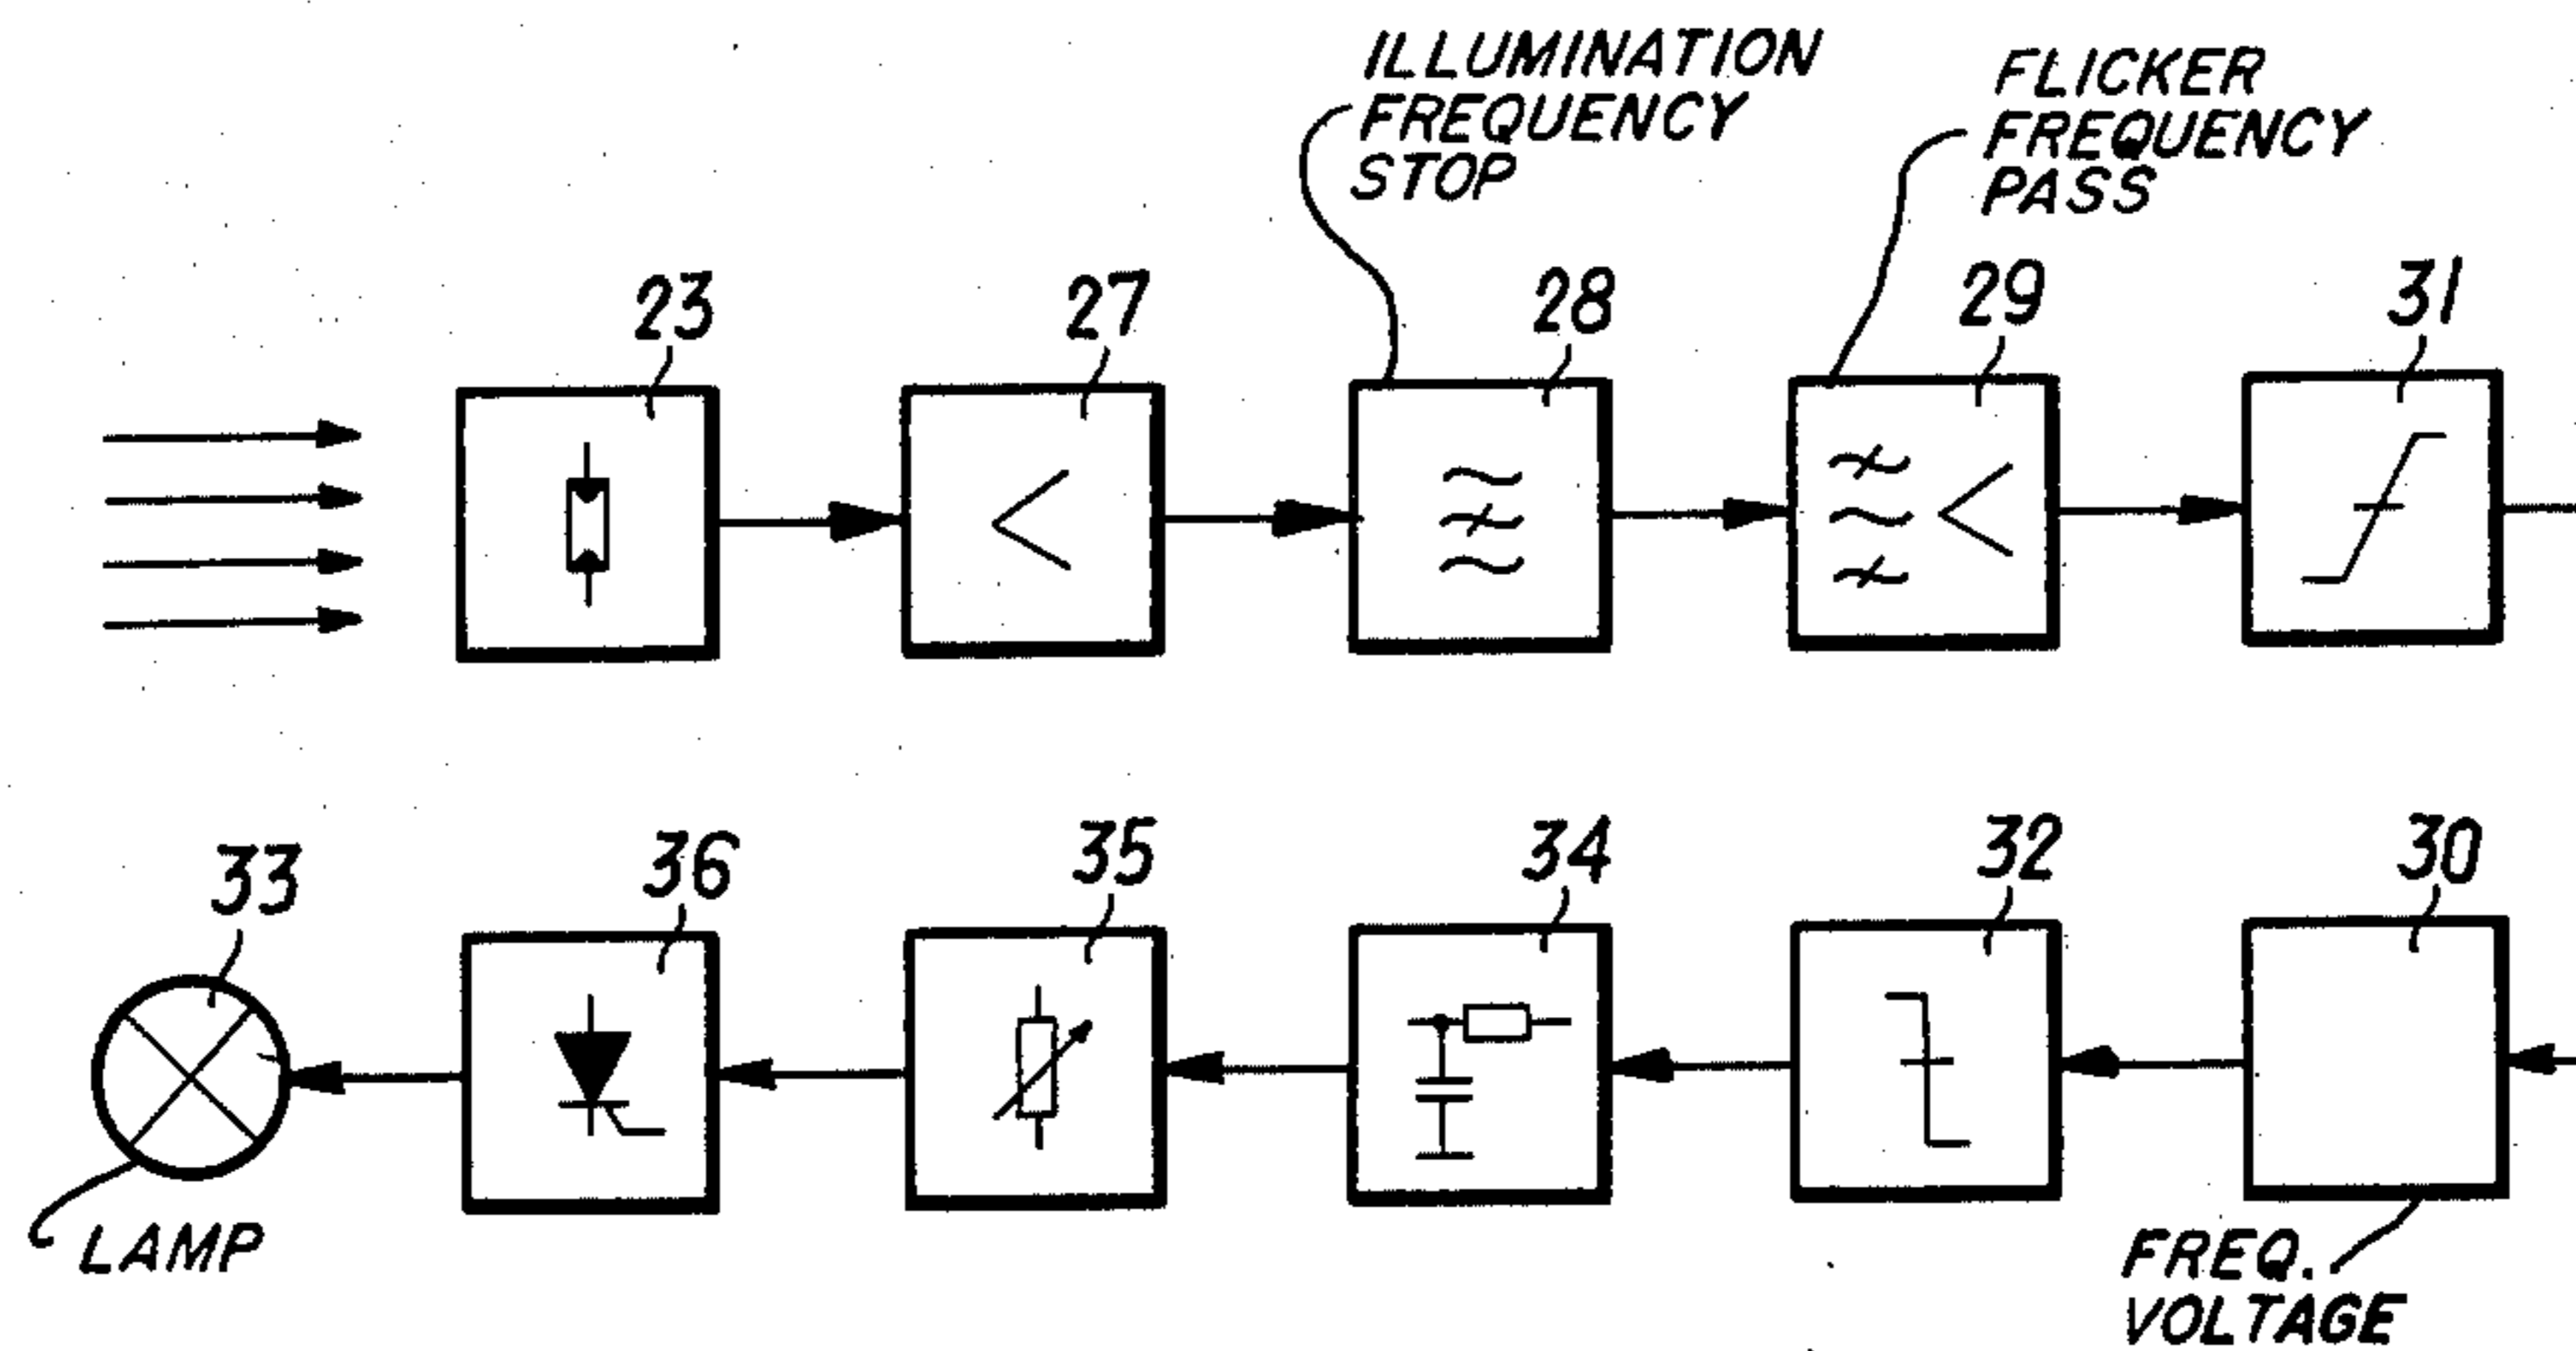 ILLUMINATION
FREQUENCY
STOP
FLICKER
FREQUENCY
PASS
23
27
28
29
31
33
36
35
34
32
30
LAMP
FREQ.
VOLTAGE